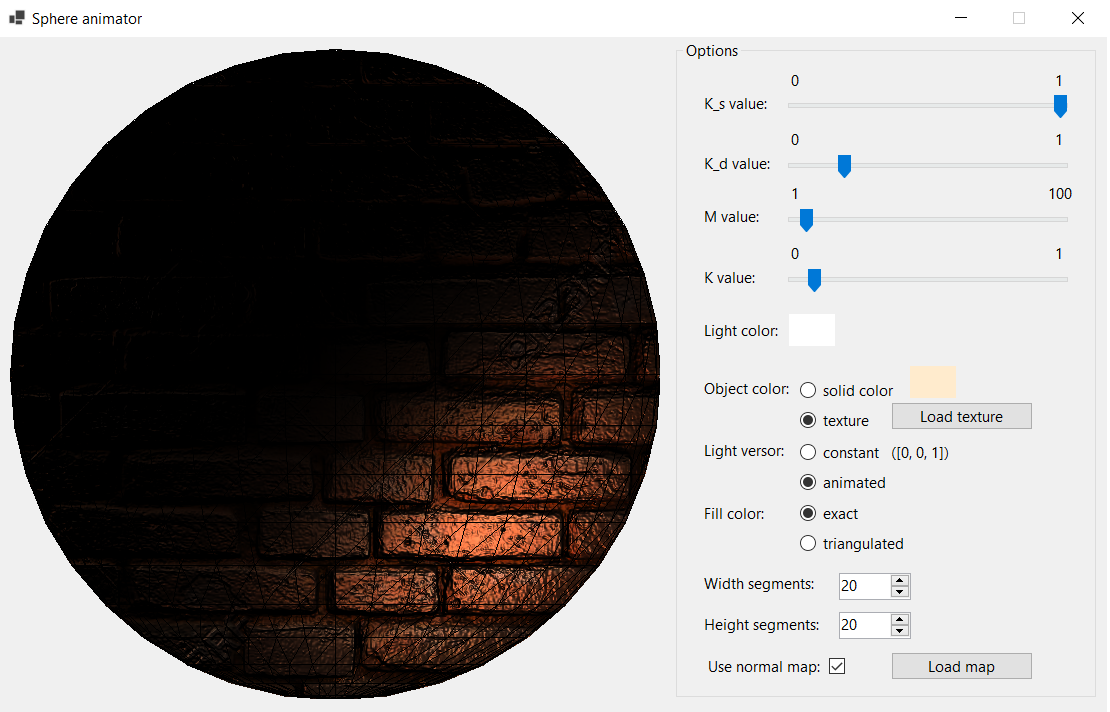 Sphere animator
Options
0 1
K_s value:
0 1
K_d value:
1 100
M value:
0 1
K value:
Light color:
Object color: solid color
texture Load texture
Light versor: constant ([0, 0, 1])
animated
Fill color: exact
triangulated
Width segments: 20
Height segments: 20
Use normal map: Load map